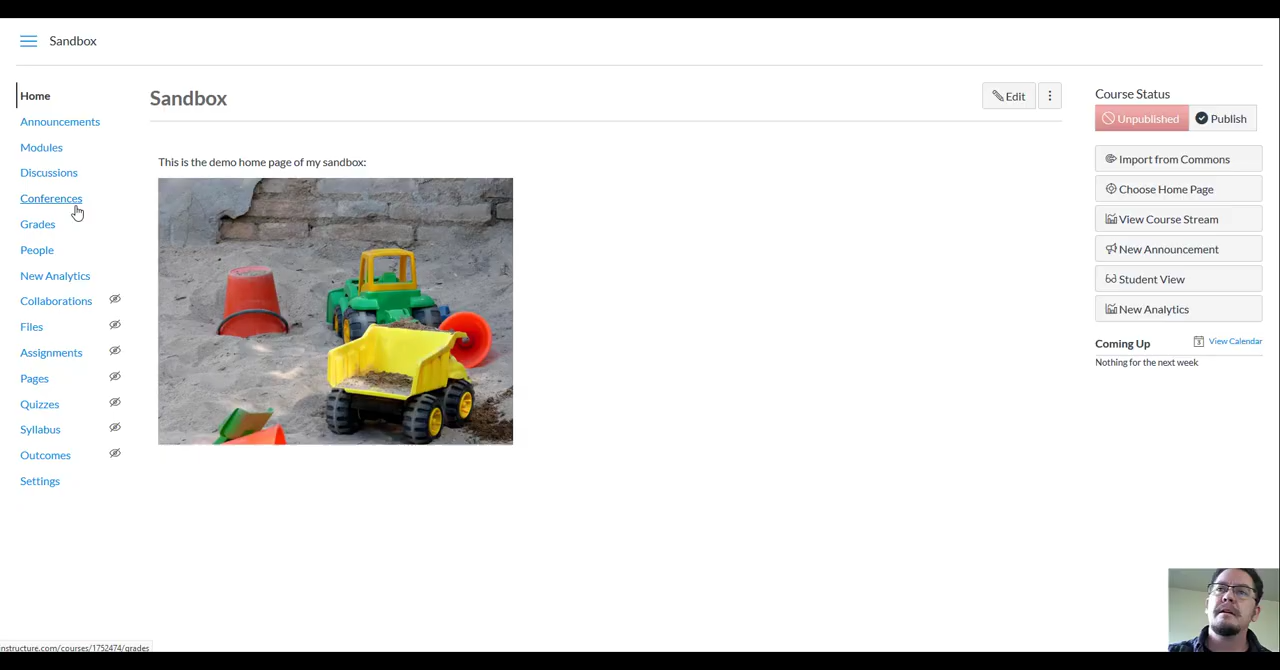 Sandbox
Home
Announcements
Modules
Discussions
Conferences
Grades
People
New Analytics
Collaborations
Files
Assignments
Pages
Quizzes
Syllabus
Outcomes
Settings
Sandbox
Edit
This is the demo home page of my sandbox:
Course Status
Unpublished Publish
Import from Commons
Choose Home Page
View Course Stream
New Announcement
Student View
New Analytics
Coming Up View Calendar
Nothing for the next week
nstructure.com/courses/1752474/grades